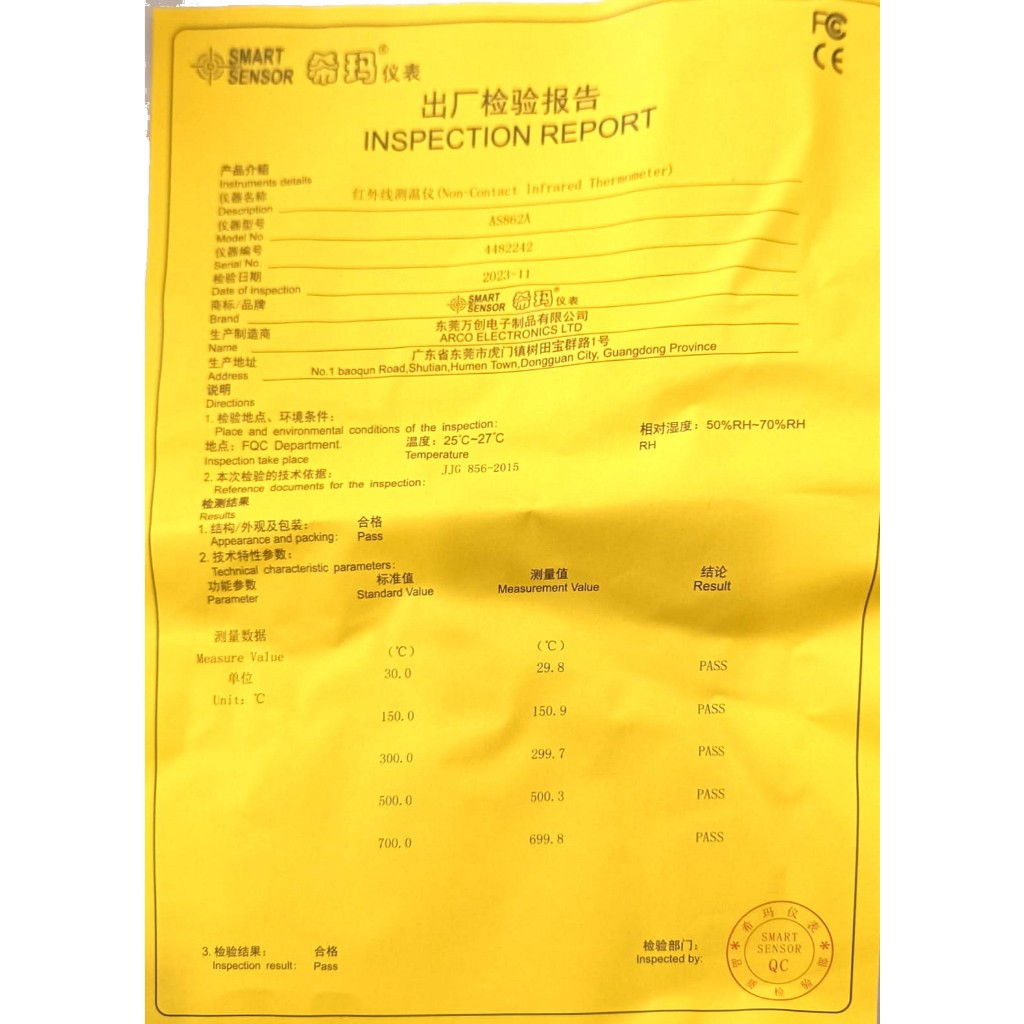 SMART
SENSOR
希玛®仪表
FC
CE
出厂检验报告
INSPECTION REPORT
产品介绍
Instruments details
仪器名称 红外线测温仪(Non-Contact Infrared Thermometer)
Description
仪器型号 AS862A
Model No
仪器编号 4482242
Serial No.
检验日期 2023-11
Date of inspection
商标/品牌 SMART SENSOR 希玛®仪表
Brand
生产制造商 东莞万创电子制品有限公司
Name ARCO ELECTRONICS LTD
生产地址 广东省东莞市虎门镇树田宝群路1号
Address No.1 baoqun Road,Shutian,Humen Town,Dongguan City, Guangdong Province
说明
Directions
1. 检验地点、环境条件:
Place and environmental conditions of the inspection:
地点: FQC Department. 温度: 25℃~27℃ 相对湿度: 50%RH~70%RH
Inspection take place Temperature RH
2. 本次检验的技术依据: JJG 856-2015
Reference documents for the inspection:
检测结果
Results
1. 结构/外观及包装: 合格
Appearance and packing: Pass
2. 技术特性参数:
Technical characteristic parameters:
功能参数 标准值 测量值 结论
Parameter Standard Value Measurement Value Result
测量数据
Measure Value (℃) (℃)
单位 30.0 29.8 PASS
Unit: ℃
150.0 150.9 PASS
300.0 299.7 PASS
500.0 500.3 PASS
700.0 699.8 PASS
3. 检验结果: 合格 检验部门:
Inspection result: Pass Inspected by:
希玛仪表
SMART
SENSOR
QC